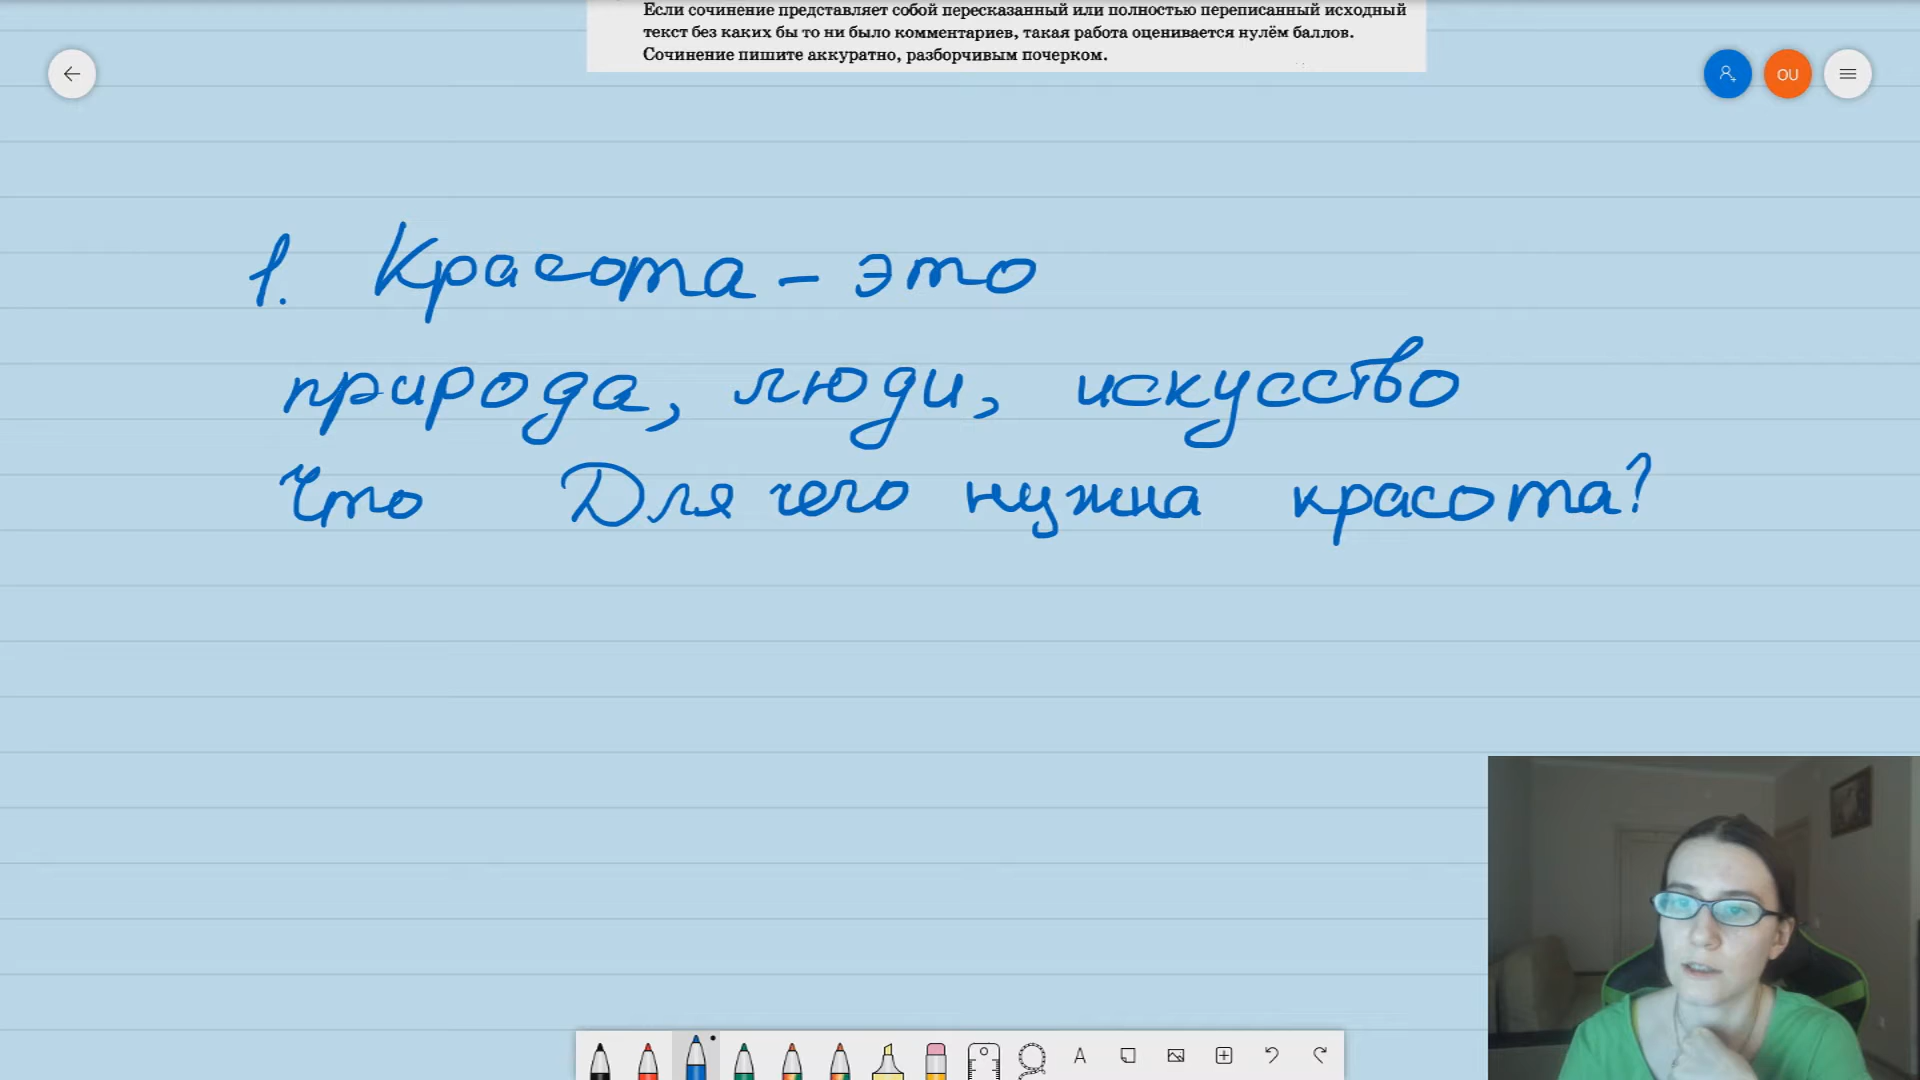 Если сочинение представляет собой пересказанный или полностью переписанный исходный
текст без каких бы то ни было комментариев, такая работа оценивается нулём баллов.
Сочинение пишите аккуратно, разборчивым почерком.
OU
1. Красота - это
природа, люди, искусство
Что Для чего нужна красота?
A